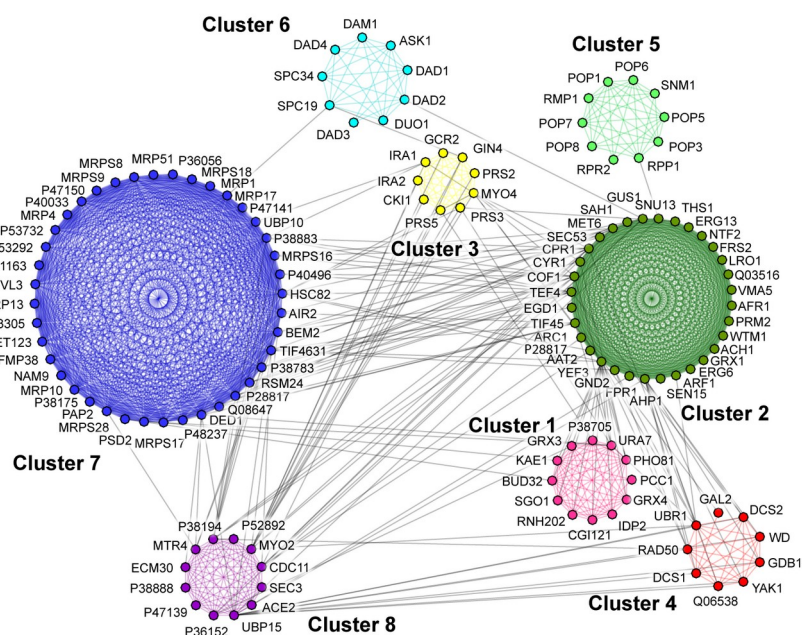 Cluster 6
DAM1
ASK1
DAD4
DAD1
SPC34
DAD2
SPC19
DUO1
DAD3
Cluster 5
POP6
POP1
SNM1
RMP1
POP5
POP7
POP3
POP8
RPP1
RPR2
GCR2
GIN4
IRA1
PRS2
IRA2
MYO4
CKI1
PRS3
PRS5
Cluster 3
MRP51
P36056
MRPS8
MRPS18
MRPS9
MRP1
P47150
MRP17
P40033
P47141
MRP4
UBP10
P53732
P38883
53292
MRPS16
1163
P40496
VL3
HSC82
RP13
AIR2
8305
BEM2
ET123
TIF4631
FMP38
P38783
NAM9
RSM24
MRP10
P28817
P38175
Q08647
PAP2
DED1
MRPS28
P48237
PSD2
MRPS17
Cluster 7
GUS1
SNU13
THS1
SAH1
ERG13
MET6
NTF2
SEC53
FRS2
CPR1
LRO1
CYR1
Q03516
COF1
VMA5
TEF4
AFR1
EGD1
PRM2
TIF45
WTM1
ARC1
ACH1
P28817
GRX1
AAT2
ERG6
YEF3
ARF1
GND2
SEN15
FPR1
AHP1
Cluster 2
Cluster 1
P38705
GRX3
URA7
KAE1
PHO81
BUD32
PCC1
SGO1
GRX4
RNH202
IDP2
CGI121
GAL2
UBR1
DCS2
WD
RAD50
GDB1
DCS1
YAK1
Q06538
Cluster 4
P38194
P52892
MTR4
MYO2
ECM30
CDC11
P38888
SEC3
P47139
ACE2
P36152
UBP15
Cluster 8